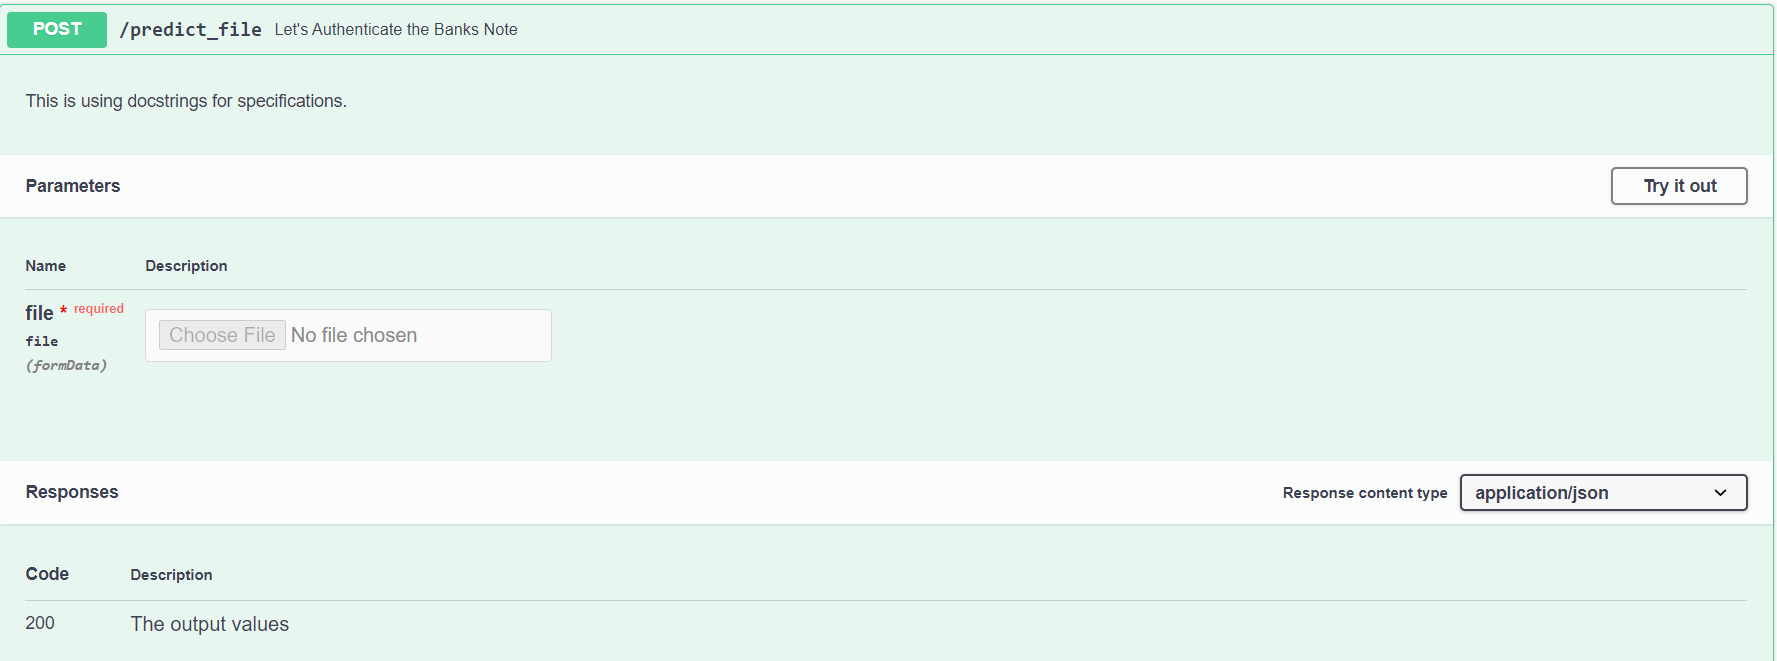 POST /predict_file Let's Authenticate the Banks Note
This is using docstrings for specifications.
Parameters Try it out
Name Description
file * required
file
(formData)
Choose File No file chosen
Responses Response content type application/json
Code Description
200 The output values